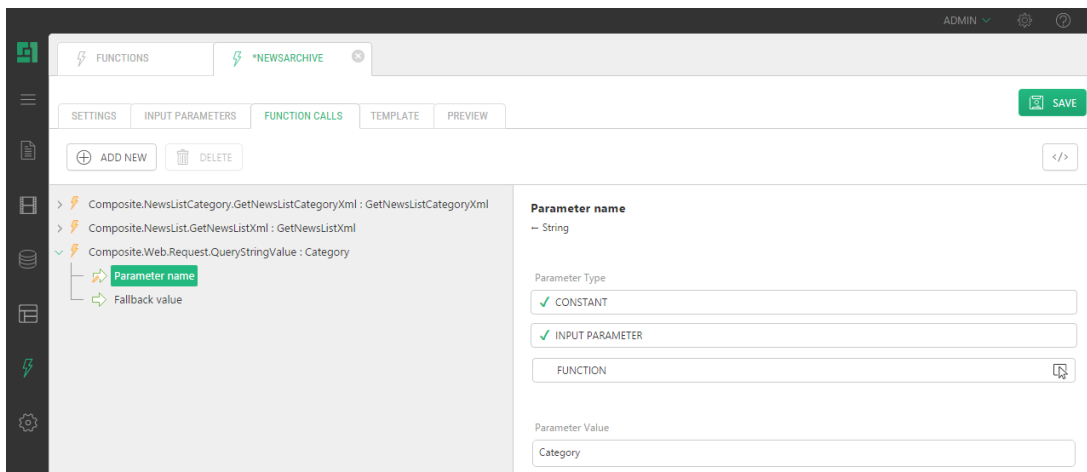 ADMIN
FUNCTIONS
*NEWSARCHIVE
SETTINGS
INPUT PARAMETERS
FUNCTION CALLS
TEMPLATE
PREVIEW
SAVE
ADD NEW
DELETE
</>
Composite.NewsListCategory.GetNewsListCategoryXml : GetNewsListCategoryXml
Composite.NewsList.GetNewsListXml : GetNewsListXml
Composite.Web.Request.QueryStringValue : Category
Parameter name
Fallback value
Parameter name
← String
Parameter Type
CONSTANT
INPUT PARAMETER
FUNCTION
Parameter Value
Category